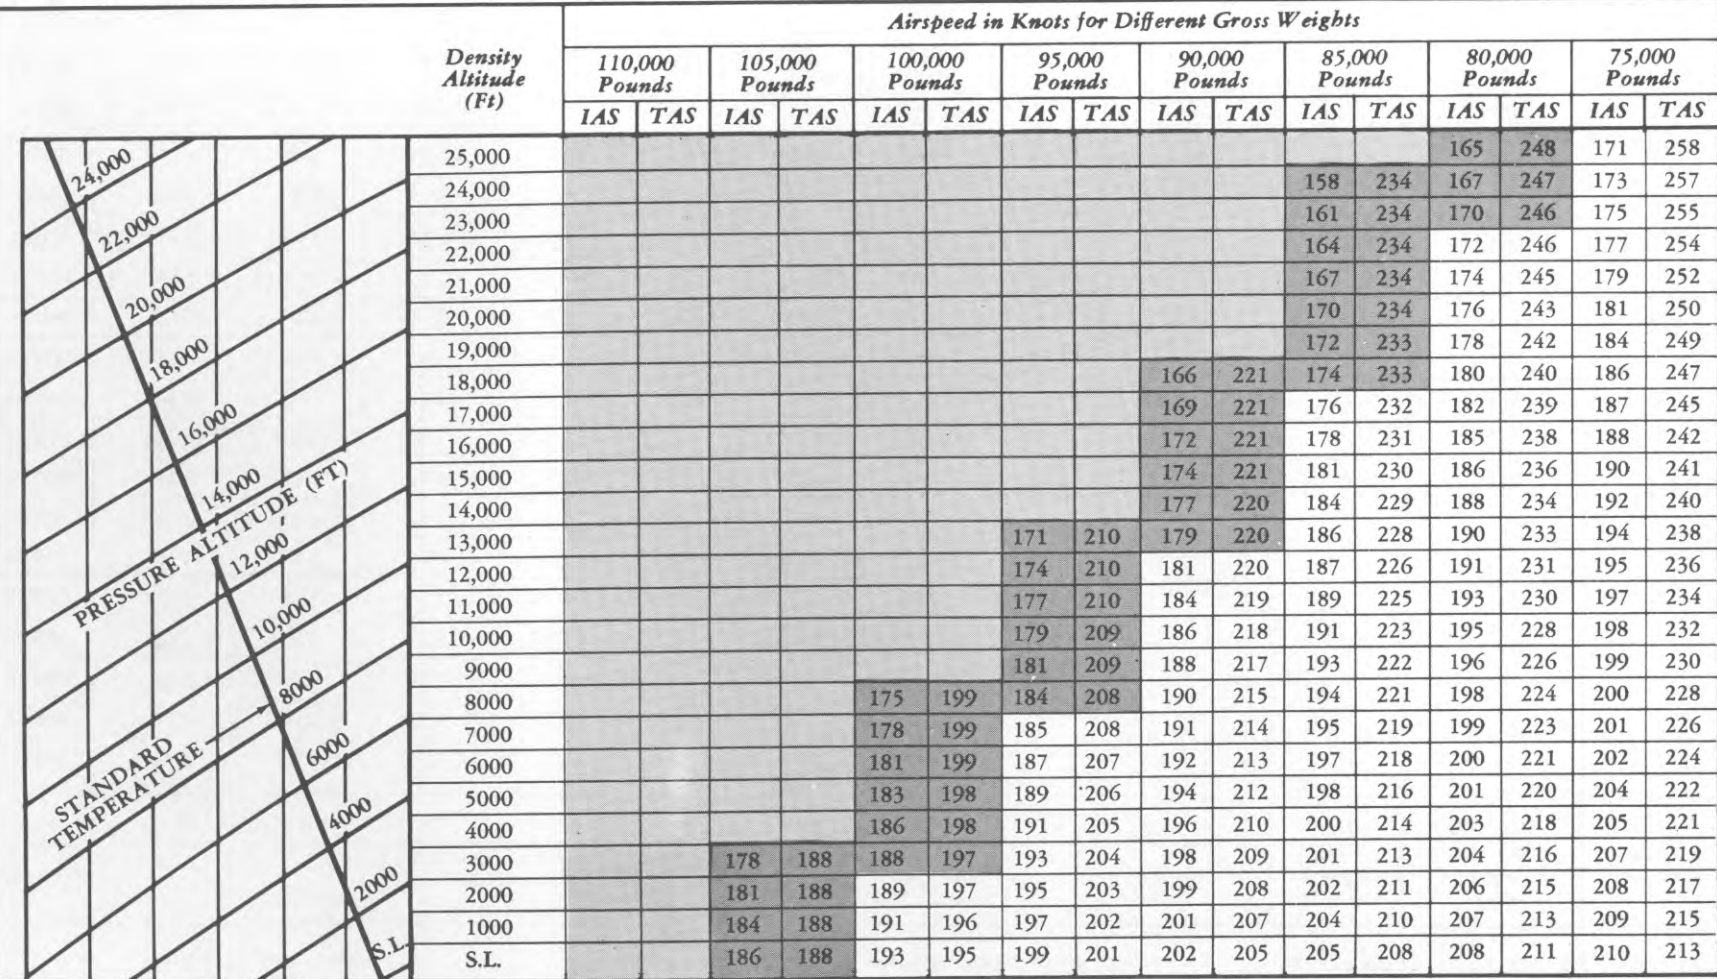 Airspeed in Knots for Different Gross Weights
Density Altitude (Ft) 110,000 Pounds 105,000 Pounds 100,000 Pounds 95,000 Pounds 90,000 Pounds 85,000 Pounds 80,000 Pounds 75,000 Pounds
IAS TAS IAS TAS IAS TAS IAS TAS IAS TAS IAS TAS IAS TAS IAS TAS
25,000 165 248 171 258
24,000 158 234 167 247 173 257
23,000 161 234 170 246 175 255
22,000 164 234 172 246 177 254
21,000 167 234 174 245 179 252
20,000 170 234 176 243 181 250
19,000 172 233 178 242 184 249
18,000 166 221 174 233 180 240 186 247
17,000 169 221 176 232 182 239 187 245
16,000 172 221 178 231 185 238 188 242
15,000 174 221 181 230 186 236 190 241
14,000 177 220 184 229 188 234 192 240
13,000 171 210 179 220 186 228 190 233 194 238
12,000 174 210 181 220 187 226 191 231 195 236
11,000 177 210 184 219 189 225 193 230 197 234
10,000 179 209 186 218 191 223 195 228 198 232
9000 181 209 188 217 193 222 196 226 199 230
8000 175 199 184 208 190 215 194 221 198 224 200 228
7000 178 199 185 208 191 214 195 219 199 223 201 226
6000 181 199 187 207 192 213 197 218 200 221 202 224
5000 183 198 189 206 194 212 198 216 201 220 204 222
4000 186 198 191 205 196 210 200 214 203 218 205 221
3000 178 188 188 197 193 204 198 209 201 213 204 216 207 219
2000 181 188 189 197 195 203 199 208 202 211 206 215 208 217
1000 184 188 191 196 197 202 201 207 204 210 207 213 209 215
S.L. 186 188 193 195 199 201 202 205 205 208 208 211 210 213
24,000
22,000
20,000
18,000
16,000
14,000
PRESSURE ALTITUDE (FT)
12,000
10,000
8000
STANDARD
TEMPERATURE
6000
4000
2000
S.L.